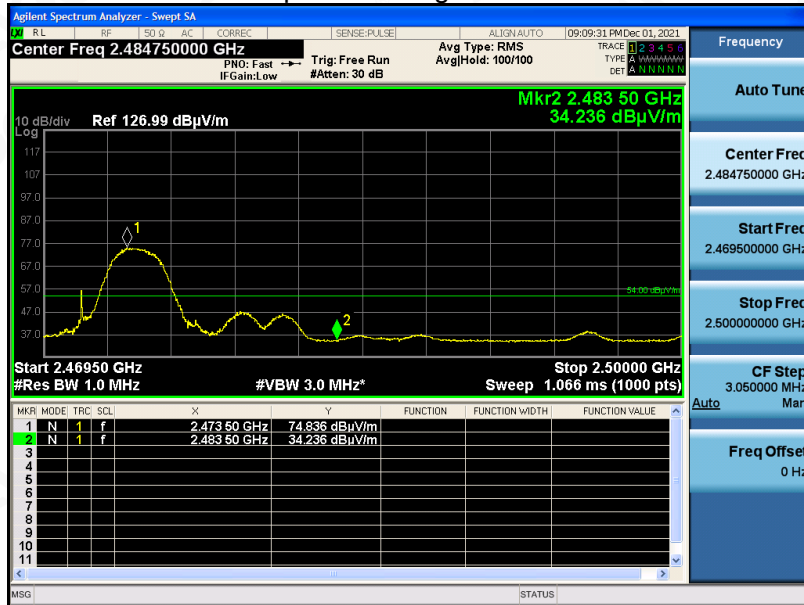 Agilent Spectrum Analyzer - Swept SA
LXI RL RF 50 Ω AC CORREC SENSE:PULSE ALIGN AUTO 09:09:31 PM Dec 01, 2021
Center Freq 2.484750000 GHz
PNO: Fast
IFGain:Low
Trig: Free Run
#Atten: 30 dB
Avg Type: RMS
Avg|Hold: 100/100
TRACE 1 2 3 4 5 6
TYPE A WWWWW
DET A N N N N N
Mkr2 2.483 50 GHz
34.236 dBµV/m
10 dB/div Ref 126.99 dBµV/m
Log
117
107
97.0
87.0
77.0
67.0
57.0
47.0
37.0
1
2
54.00 dBµV/m
Start 2.46950 GHz Stop 2.50000 GHz
#Res BW 1.0 MHz #VBW 3.0 MHz* Sweep 1.066 ms (1000 pts)
MKR MODE TRC SCL X Y FUNCTION FUNCTION WIDTH FUNCTION VALUE
1 N 1 f 2.473 50 GHz 74.836 dBµV/m
2 N 1 f 2.483 50 GHz 34.236 dBµV/m
3
4
5
6
7
8
9
10
11
MSG STATUS
Frequency
Auto Tune
Center Freq
2.484750000 GHz
Start Freq
2.469500000 GHz
Stop Freq
2.500000000 GHz
CF Step
3.050000 MHz
Auto Man
Freq Offset
0 Hz